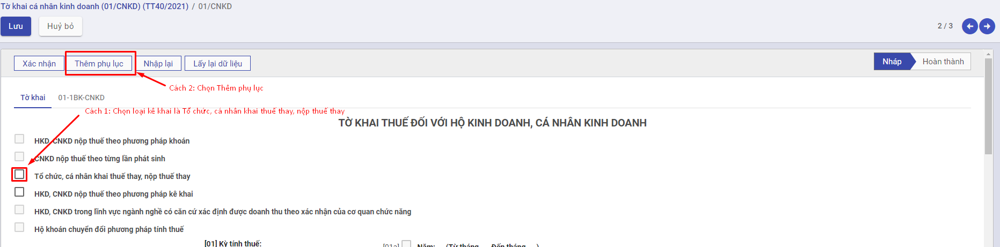 Tờ khai cá nhân kinh doanh (01/CNKD) (TT40/2021) / 01/CNKD
Lưu Huỷ bỏ 2 / 3
Xác nhận Thêm phụ lục Nhập lại Lấy lại dữ liệu Nháp Hoàn thành
Cách 2: Chọn Thêm phụ lục
Tờ khai 01-1BK-CNKD
Cách 1: Chọn loại kê khai là Tổ chức, cá nhân khai thuế thay, nộp thuế thay
TỜ KHAI THUẾ ĐỐI VỚI HỘ KINH DOANH, CÁ NHÂN KINH DOANH
HKD, CNKD nộp thuế theo phương pháp khoán
CNKD nộp thuế theo từng lần phát sinh
Tổ chức, cá nhân khai thuế thay, nộp thuế thay
HKD, CNKD nộp thuế theo phương pháp kê khai
HKD, CNKD trong lĩnh vực ngành nghề có căn cứ xác định được doanh thu theo xác nhận của cơ quan chức năng
Hộ khoán chuyển đổi phương pháp tính thuế
[01] Kỳ tính thuế: [01a] Năm: (Từ tháng Đến tháng )